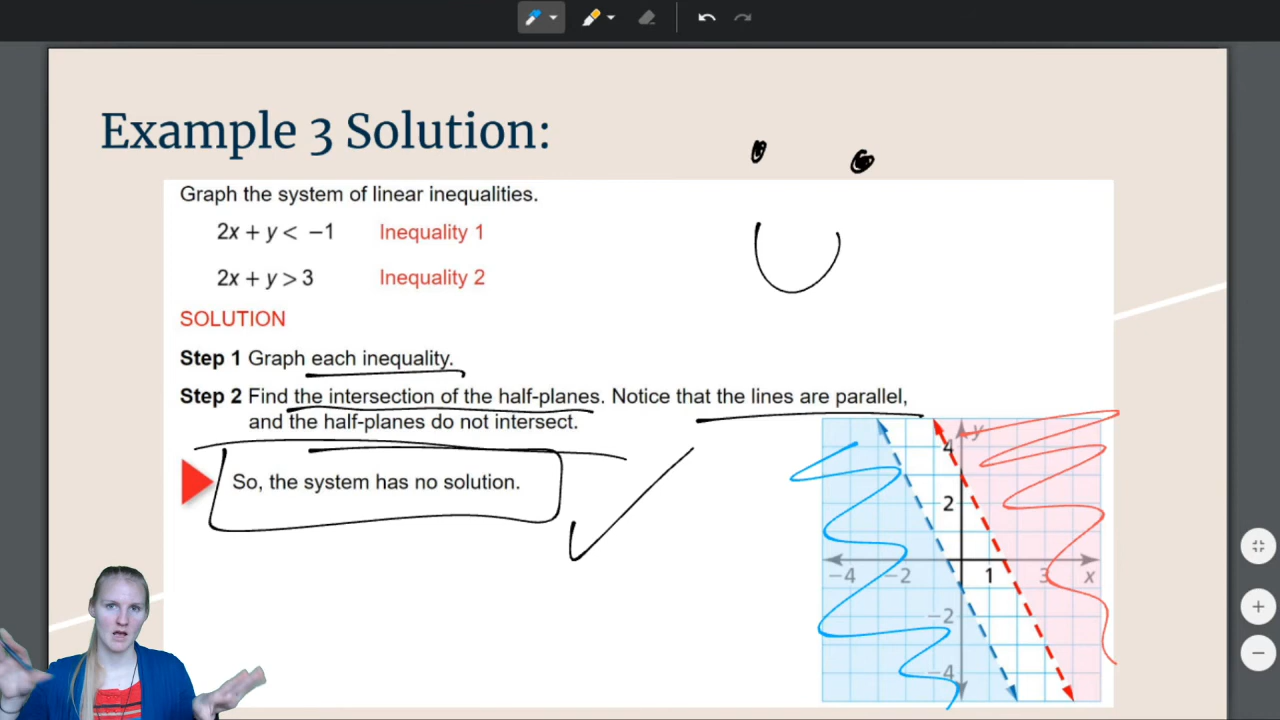 Example 3 Solution:
Graph the system of linear inequalities.
2x + y < −1 Inequality 1
2x + y > 3 Inequality 2
SOLUTION
Step 1 Graph each inequality.
Step 2 Find the intersection of the half-planes. Notice that the lines are parallel,
and the half-planes do not intersect.
So, the system has no solution.
y
4
2
−4 −2 1 3 x
−2
−4